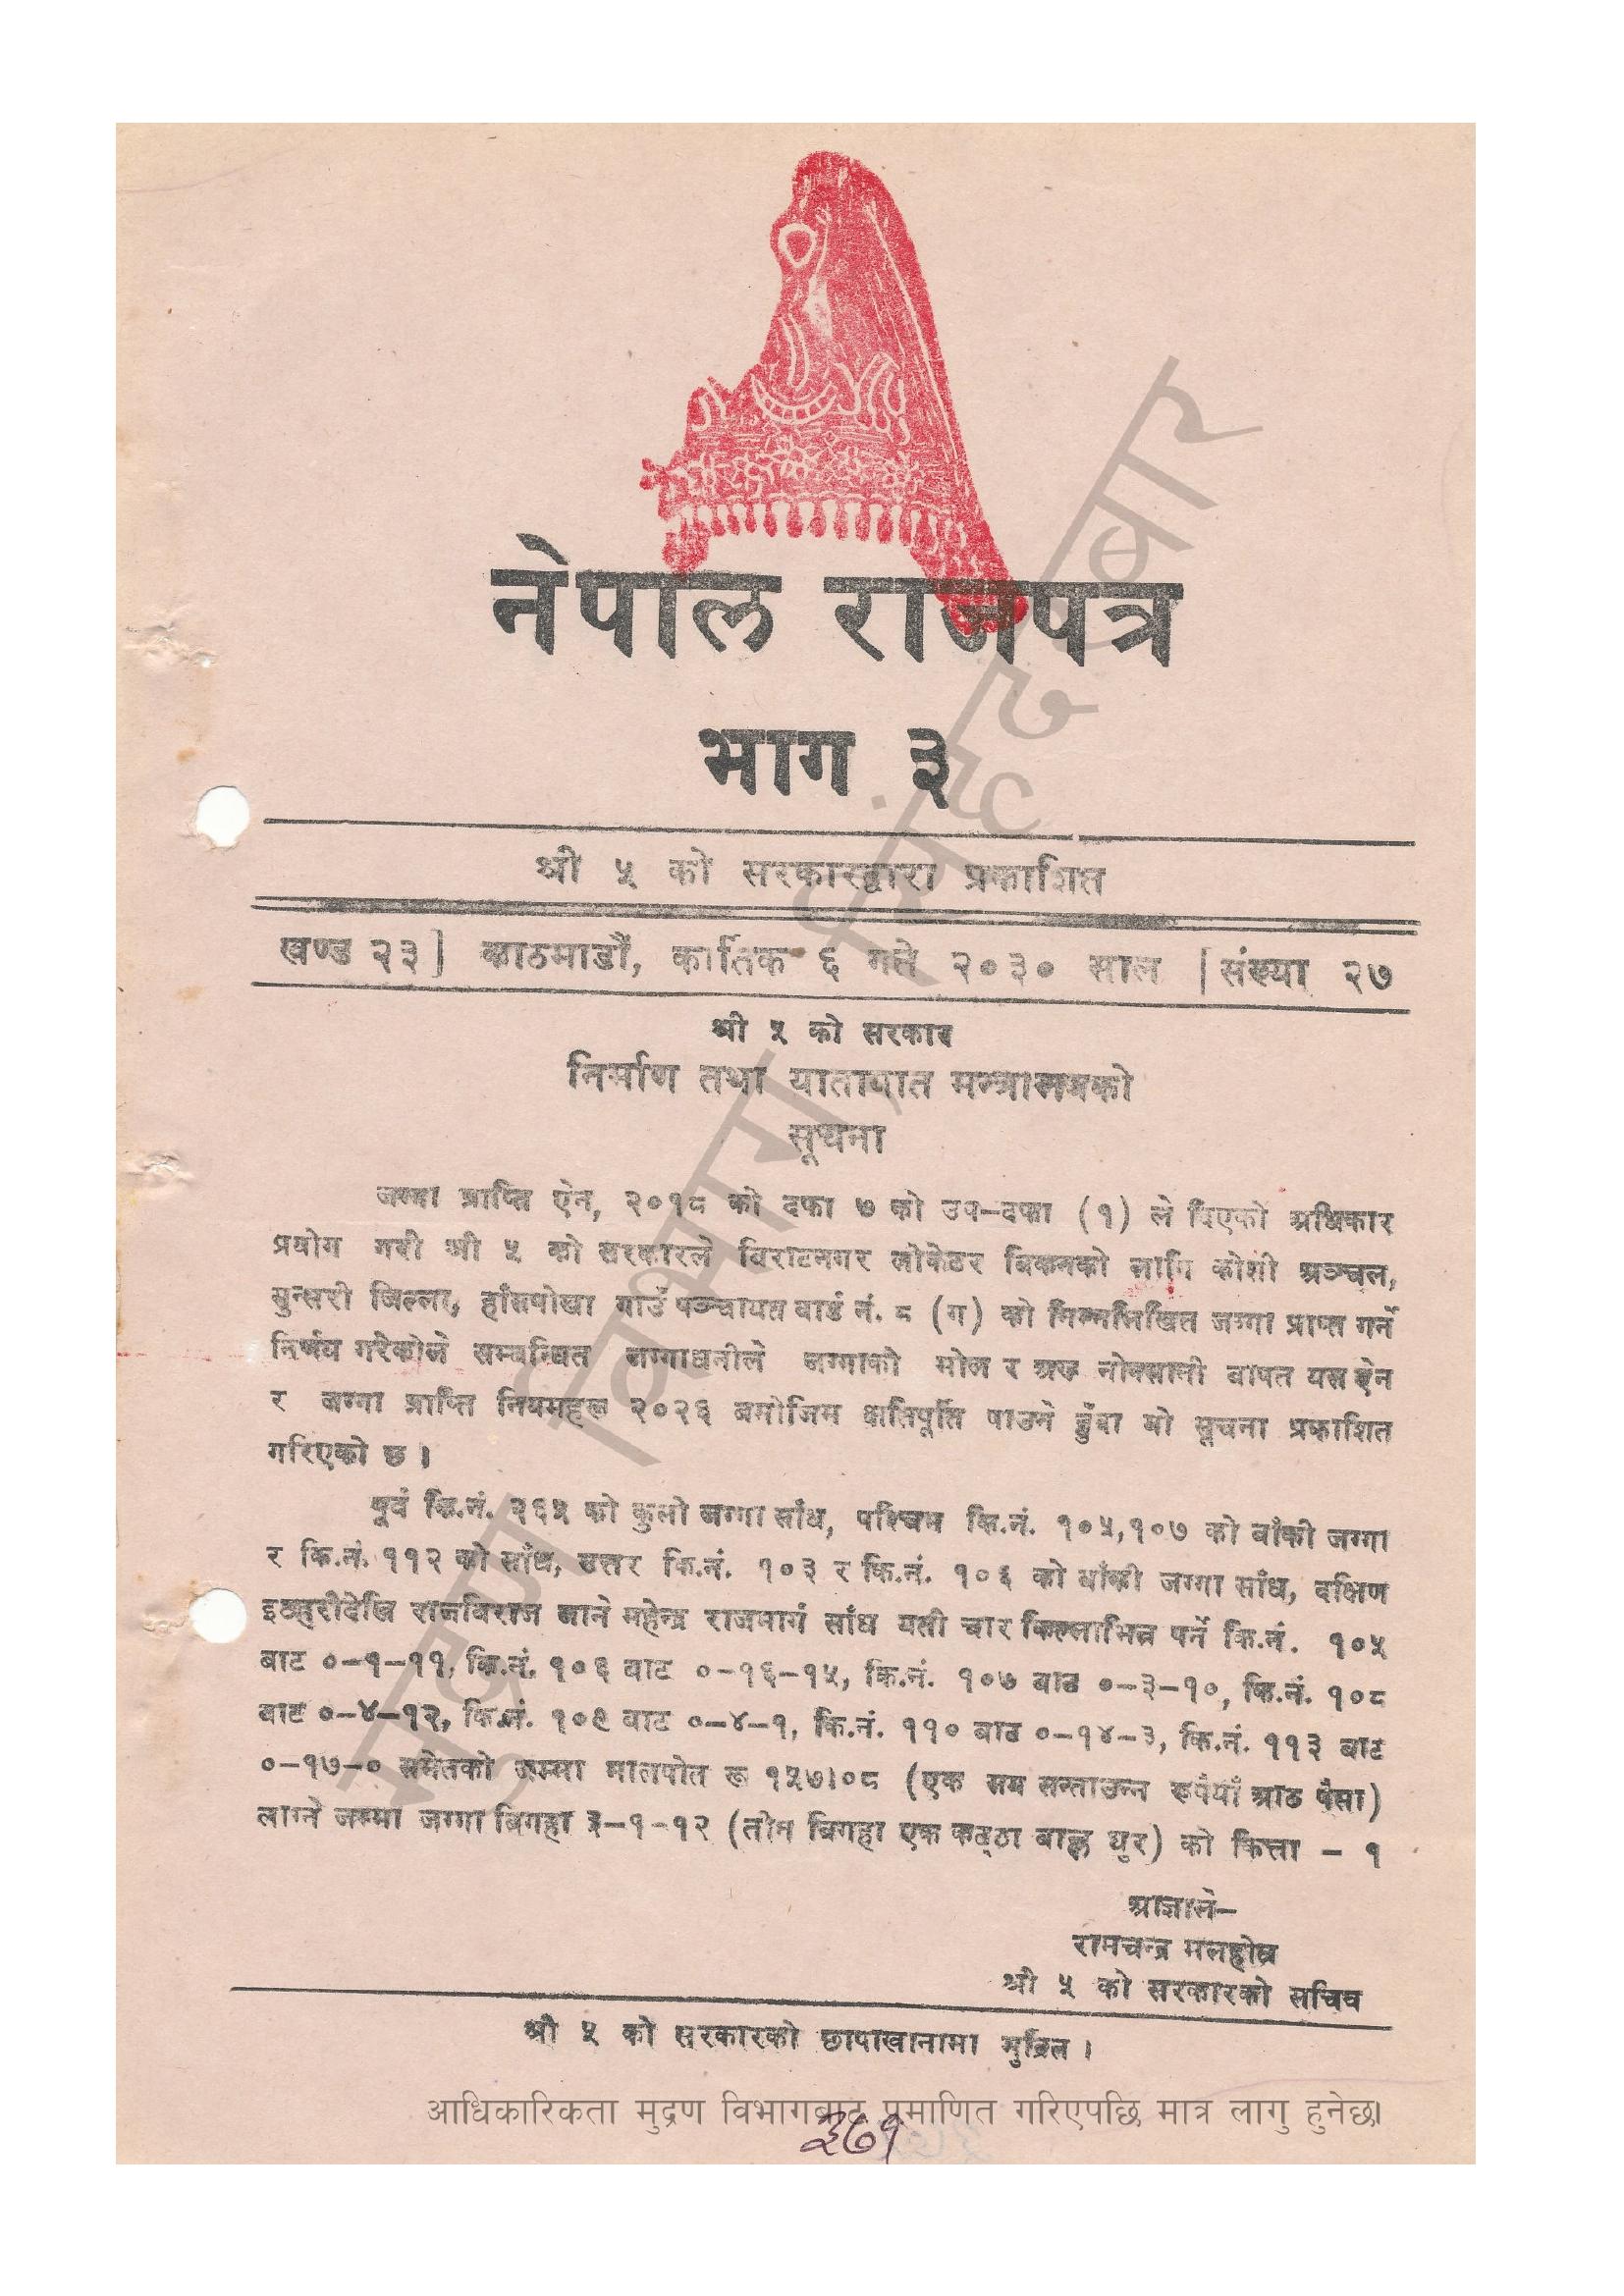 नेपाल राजपत्र
भाग ३
श्री ५ को सरकारद्वारा प्रकाशित
खण्ड २३] काठमाडौं, कार्तिक ६ गते २०३० साल [संख्या २७
श्री ५ को सरकार
निर्माण तथा यातायात मन्त्रालयको
सूचना
जग्गा प्राप्ति ऐन, २०१८ को दफा ७ को उप-दफा (१) ले दिएको अधिकार
प्रयोग गरी श्री ५ को सरकारले विराटनगर लोकेटर बिकनको लागि कोशी अञ्चल,
सुन्सरी जिल्ला, हाँसपोखा गाउँ पञ्चायत वार्ड नं. ८ (ग) को निम्नलिखित जग्गा प्राप्त गर्ने
निर्णय गरेकोले सम्बन्धित जग्गाधनीले जग्गाको मोल र अरू नोक्सानी वापत यस ऐन
र जग्गा प्राप्ति नियमहरू २०२६ बमोजिम क्षतिपूर्ति पाउने हुँदा यो सूचना प्रकाशित
गरिएको छ ।
पूर्व कि.नं. २६५ को कुलो जग्गा साँध, पश्चिम कि.नं. १०५,१०७ को बाँकी जग्गा
र कि.नं. ११२ को साँध, उत्तर कि.नं. १०३ र कि.नं. १०६ को बाँकी जग्गा साँध, दक्षिण
इटहरीदेखि राजविराज जाने महेन्द्र राजमार्ग साँध यती चार किल्लाभित्र पर्ने कि.नं. १०५
बाट ०-१-११, कि.नं. १०६ बाट ०-१६-१५, कि.नं. १०७ बाट ०-३-१०, कि.नं. १०८
बाट ०-४-१२, कि.नं. १०९ बाट ०-४-१, कि.नं. ११० बाट ०-१४-३, कि.नं. ११३ बाट
०-१७-० समेतको जम्मा मालपोत रू १५७।०८ (एक सय सन्ताउन्न रुपैयाँ आठ पैसा)
लाग्ने जम्मा जग्गा बिगहा ३-१-१२ (तीन बिगहा एक कठ्ठा बाह्र धुर) को कित्ता - १
आज्ञाले-
रामचन्द्र मलहोत्रा
श्री ५ को सरकारको सचिव
श्री ५ को सरकारको छापाखानामा मुद्रित ।
आधिकारिकता मुद्रण विभागबाट प्रमाणित गरिएपछि मात्र लागु हुनेछ।
३७१
मुद्रण विभाग, सिंहदरबार